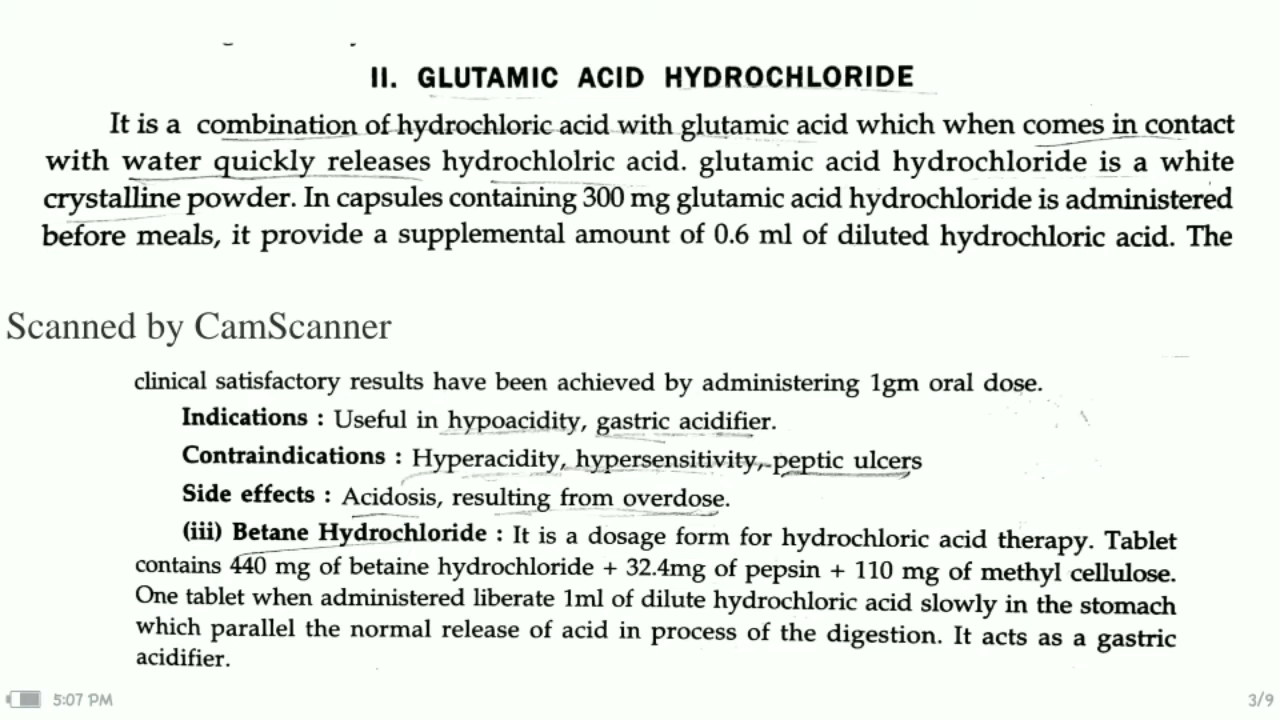 II. GLUTAMIC ACID HYDROCHLORIDE
It is a combination of hydrochloric acid with glutamic acid which when comes in contact
with water quickly releases hydrochlolric acid. glutamic acid hydrochloride is a white
crystalline powder. In capsules containing 300 mg glutamic acid hydrochloride is administered
before meals, it provide a supplemental amount of 0.6 ml of diluted hydrochloric acid. The
Scanned by CamScanner
clinical satisfactory results have been achieved by administering 1gm oral dose.
Indications : Useful in hypoacidity, gastric acidifier.
Contraindications : Hyperacidity, hypersensitivity, peptic ulcers
Side effects : Acidosis, resulting from overdose.
(iii) Betane Hydrochloride : It is a dosage form for hydrochloric acid therapy. Tablet
contains 440 mg of betaine hydrochloride + 32.4mg of pepsin + 110 mg of methyl cellulose.
One tablet when administered liberate 1ml of dilute hydrochloric acid slowly in the stomach
which parallel the normal release of acid in process of the digestion. It acts as a gastric
acidifier.
5:07 PM
3/9